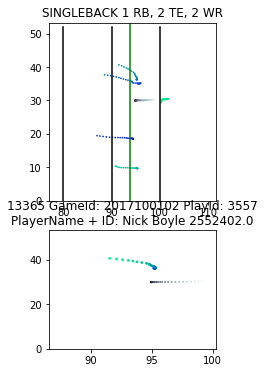 SINGLEBACK 1 RB, 2 TE, 2 WR
50
40
30
20
10
0
80 90 100 110
13365 GameId: 2017100102 PlayId: 3557
PlayerName + ID: Nick Boyle 2552402.0
40
20
0
90 95 100